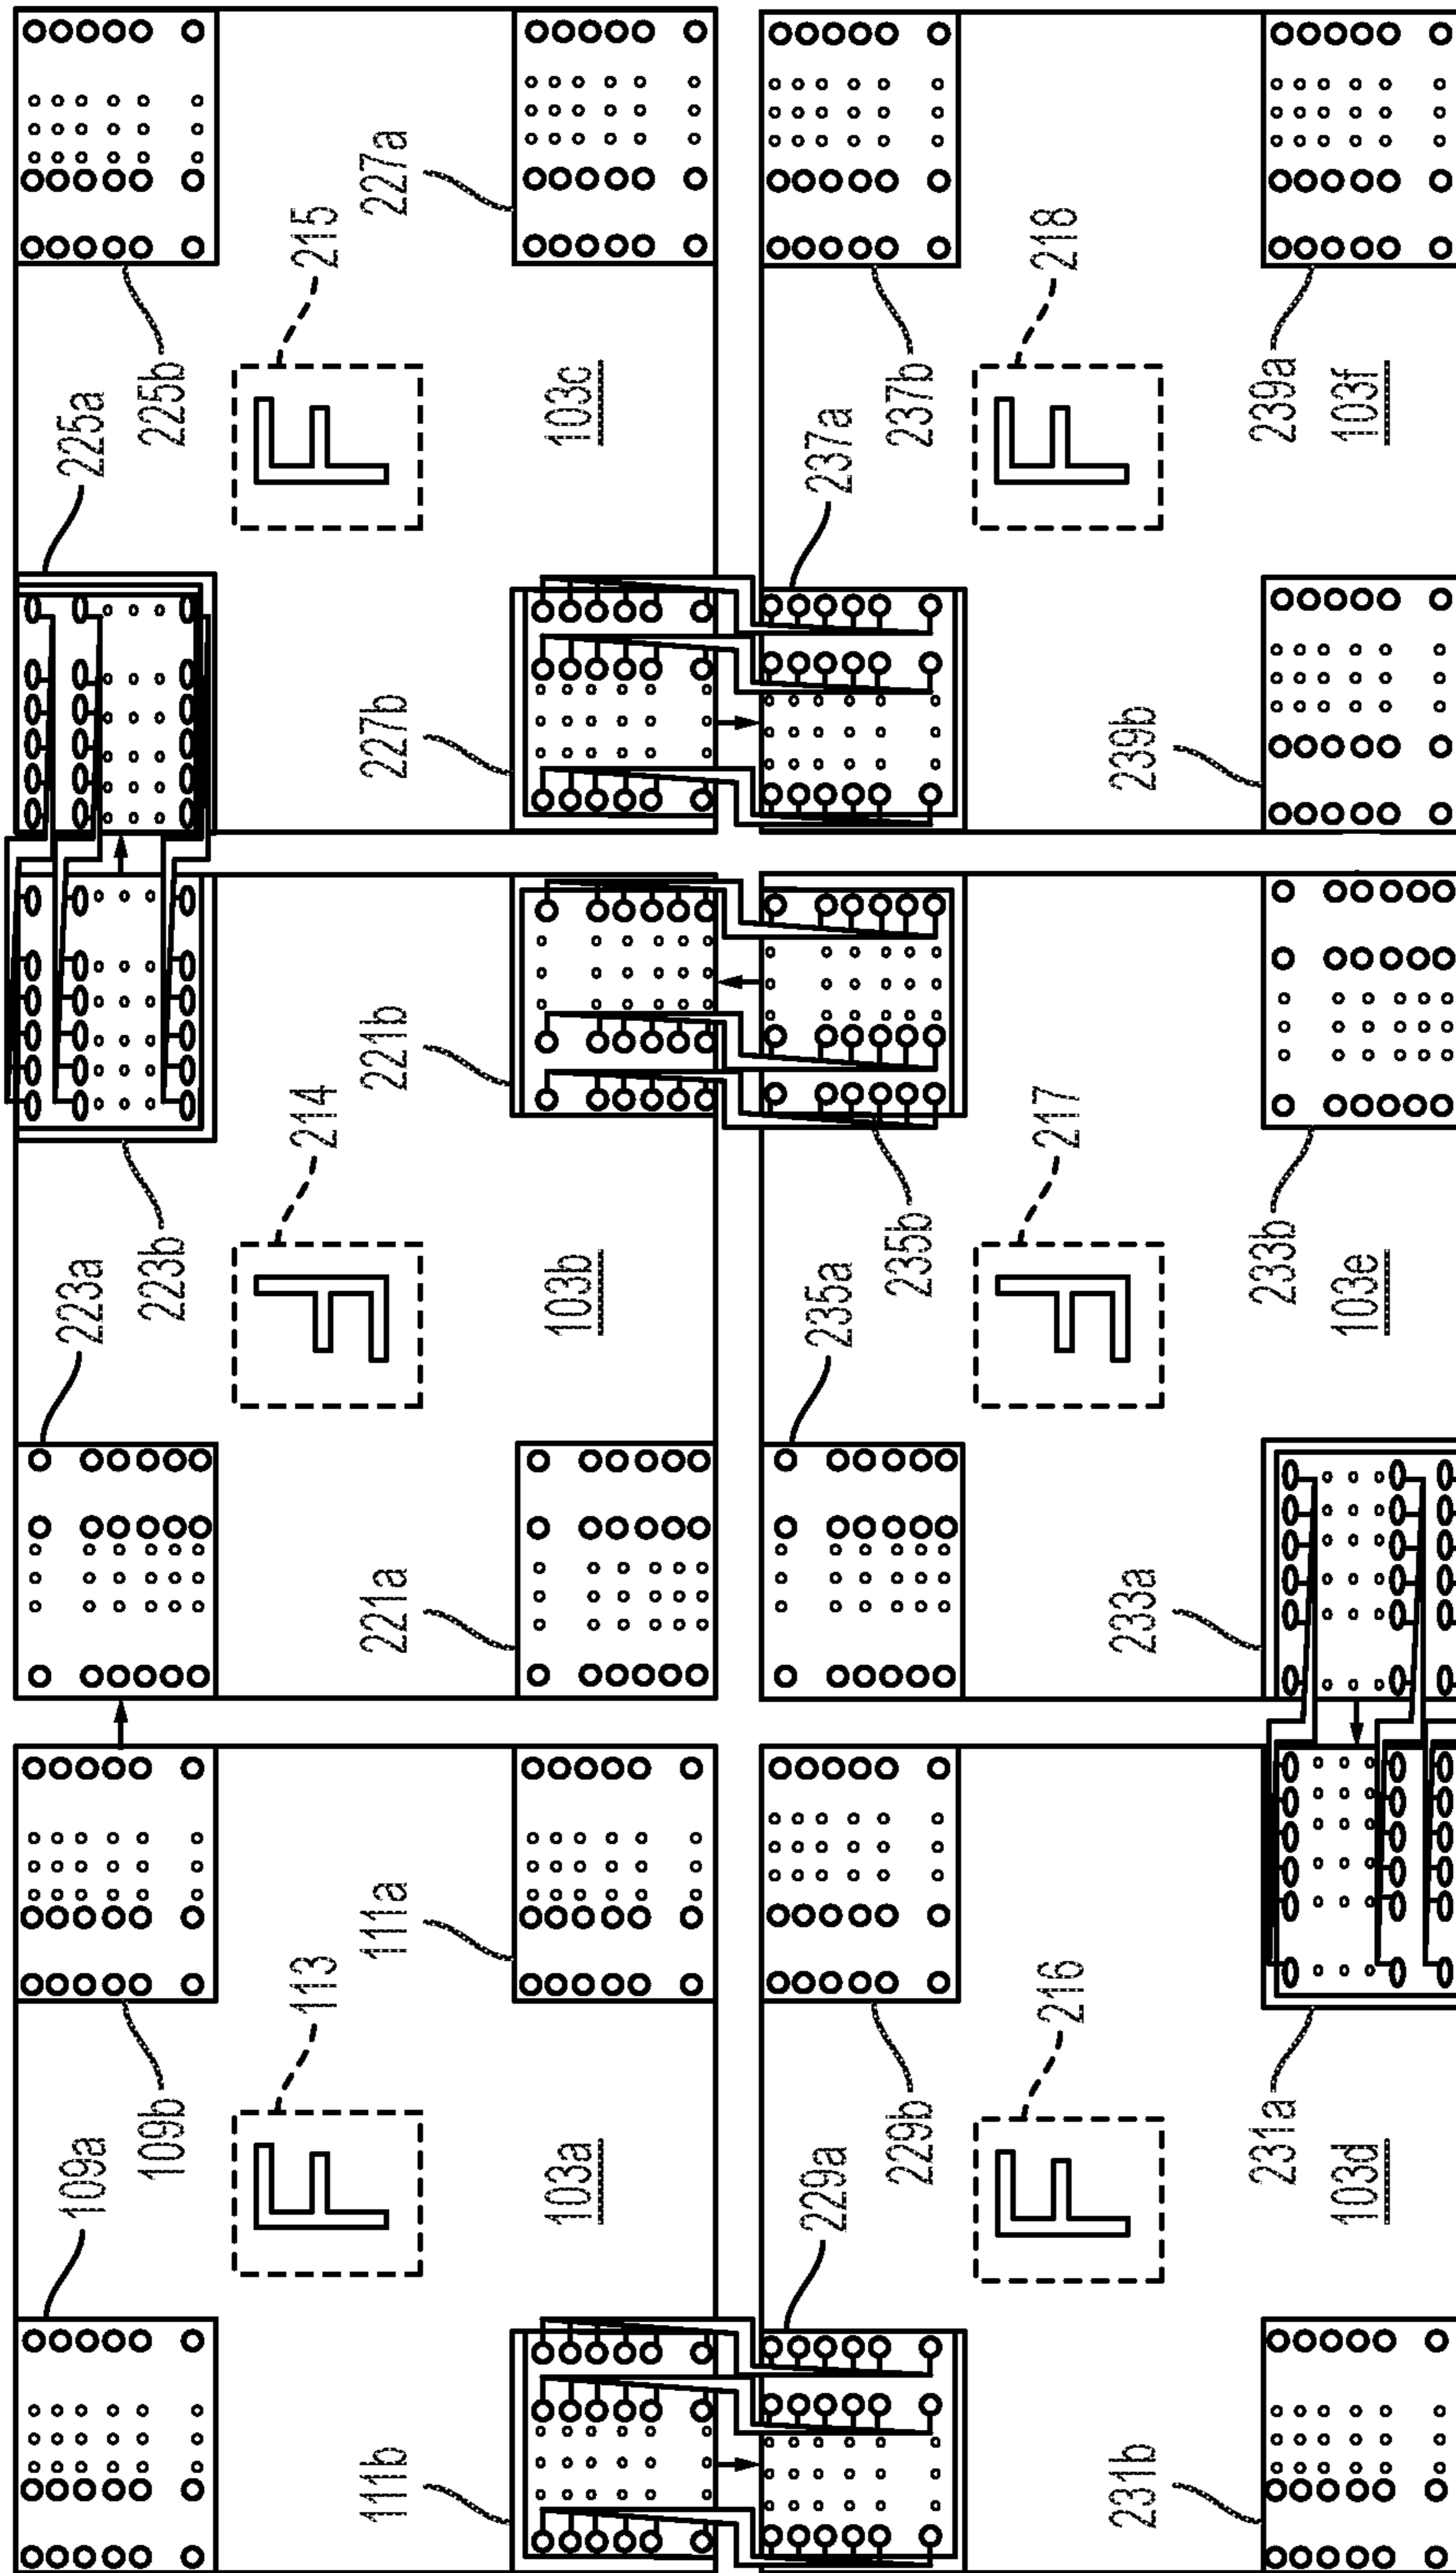 109a
109b
F
113
111b
111a
103a
223a
223b
F
214
221a
221b
103b
225a
225b
F
215
227b
227a
103c
229a
229b
F
216
231b
231a
103d
235a
235b
F
217
233a
233b
103e
237a
237b
F
218
239b
239a
103f